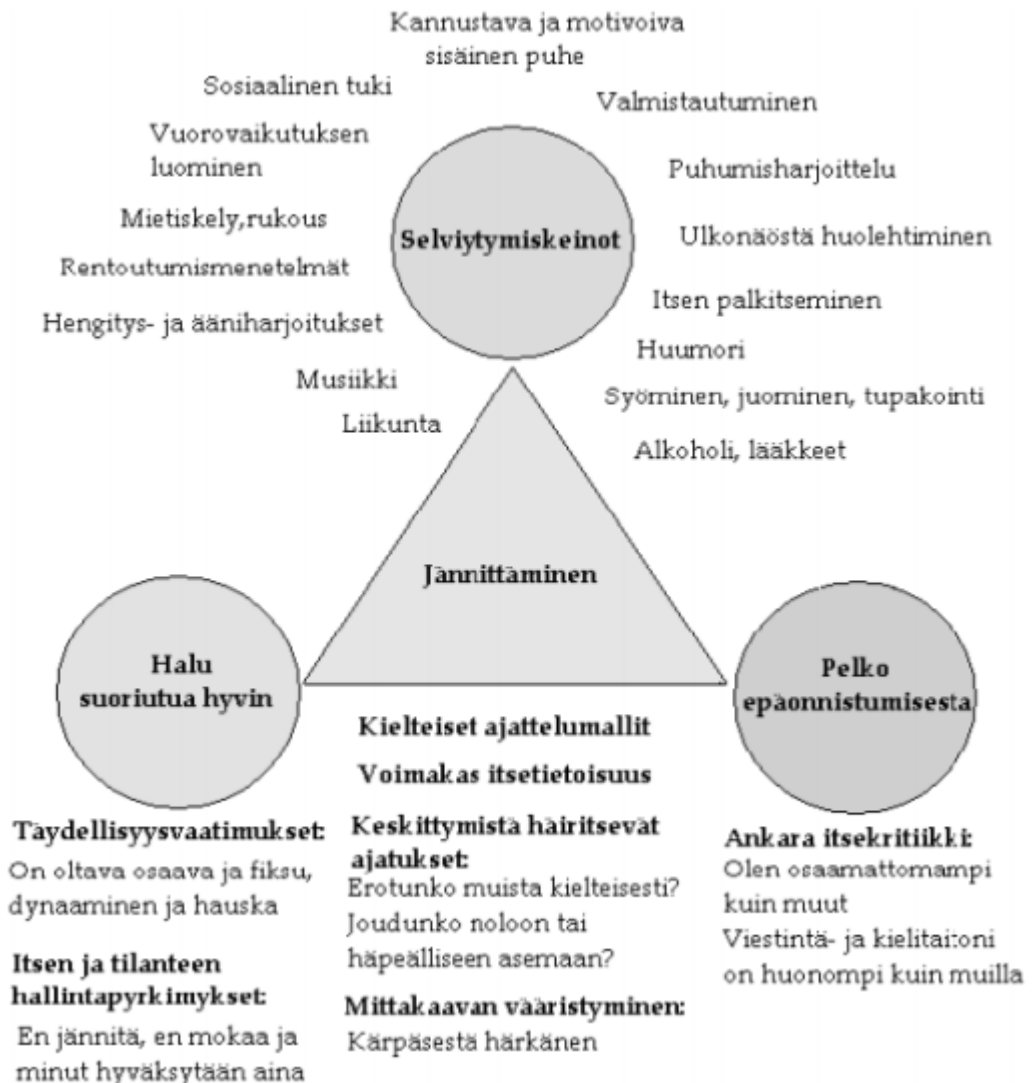 Kannustava ja motivoiva
sisäinen puhe
Sosiaalinen tuki
Valmistautuminen
Vuorovaikutuksen
luominen
Puhumisharjoittelu
Mietiskely,rukous
Selviytymiskeinot
Ulkonäöstä huolehtiminen
Rentoutumismenetelmät
Itsen palkitseminen
Hengitys- ja ääniharjoitukset
Huumori
Musiikki
Syöminen, juominen, tupakointi
Liikunta
Alkoholi, lääkkeet
Jännittäminen
Halu
suoriutua hyvin
Pelko
epäonnistumisesta
Kielteiset ajattelumallit
Voimakas itsetietoisuus
Täydellisyysvaatimukset:
On oltava osaava ja fiksu,
dynaaminen ja hauska
Itsen ja tilanteen
hallintapyrkimykset:
En jännitä, en mokaa ja
minut hyväksytään aina
Keskittymistä häiritsevät
ajatukset:
Erotunko muista kielteisesti?
Joudunko noloon tai
häpeälliseen asemaan?
Mittakaavan vääristyminen:
Kärpäsestä härkänen
Ankara itsekritiikki:
Olen osaamattomampi
kuin muut
Viestintä- ja kielitaitoni
on huonompi kuin muilla